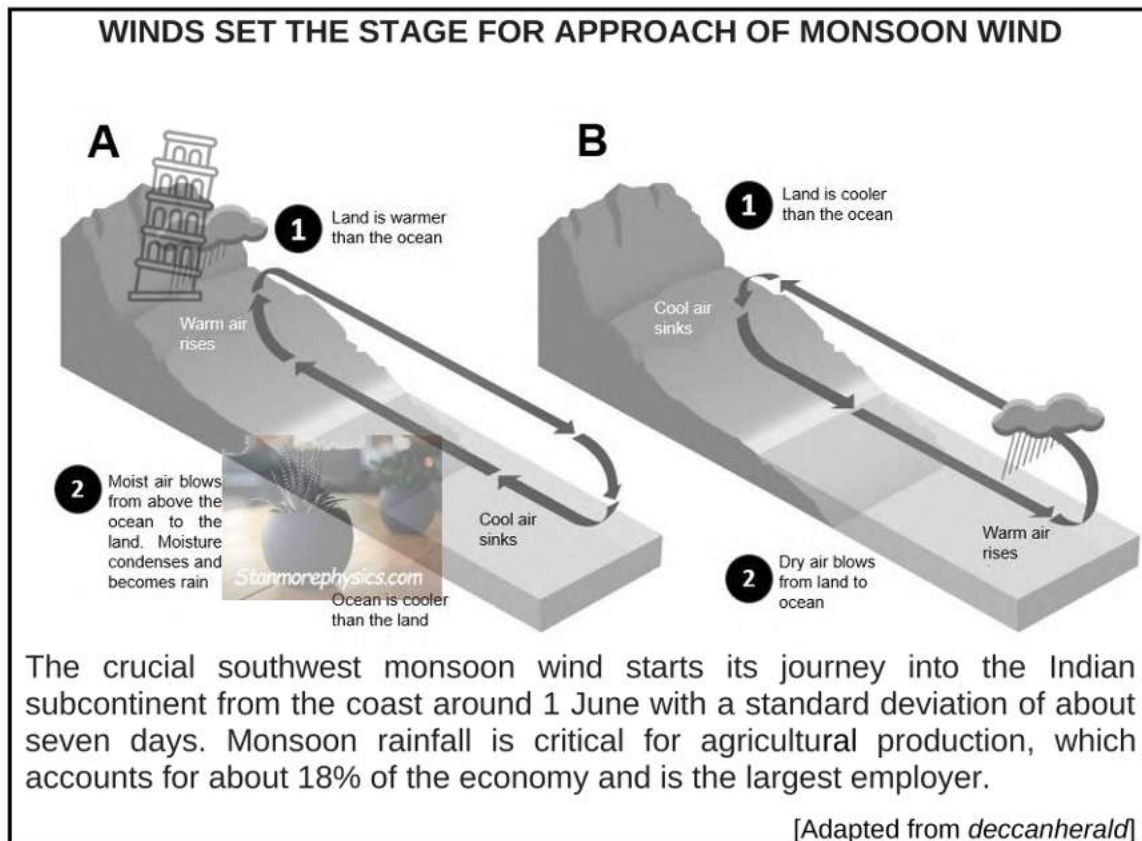 WINDS SET THE STAGE FOR APPROACH OF MONSOON WIND
A
1
Land is warmer
than the ocean
Warm air
rises
2
Moist air blows
from above the
ocean to the
land. Moisture
condenses and
becomes rain
Cool air
sinks
Stanmorephysics.com
Ocean is cooler
than the land
B
1
Land is cooler
than the ocean
Cool air
sinks
Warm air
rises
2
Dry air blows
from land to
ocean
The crucial southwest monsoon wind starts its journey into the Indian
subcontinent from the coast around 1 June with a standard deviation of about
seven days. Monsoon rainfall is critical for agricultural production, which
accounts for about 18% of the economy and is the largest employer.
[Adapted from deccanherald]